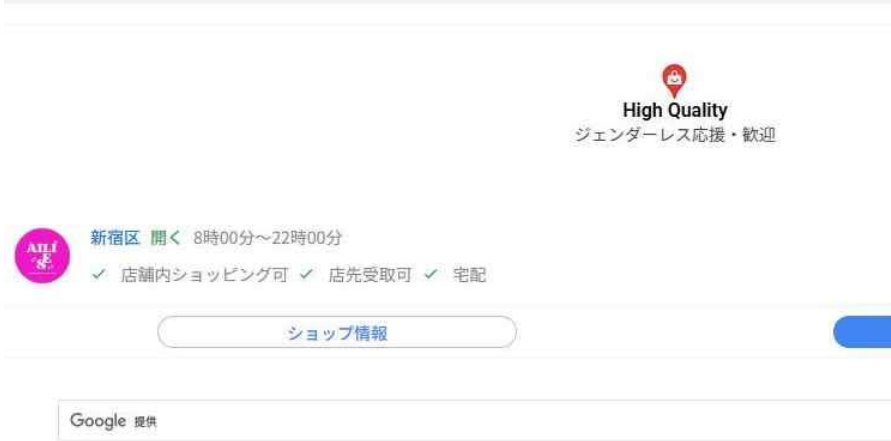 High Quality
ジェンダーレス応援・歓迎
AILÍ
E
&
新宿区 開く 8時00分~22時00分
✓ 店舗内ショッピング可 ✓ 店先受取可 ✓ 宅配
ショップ情報
Google 提供